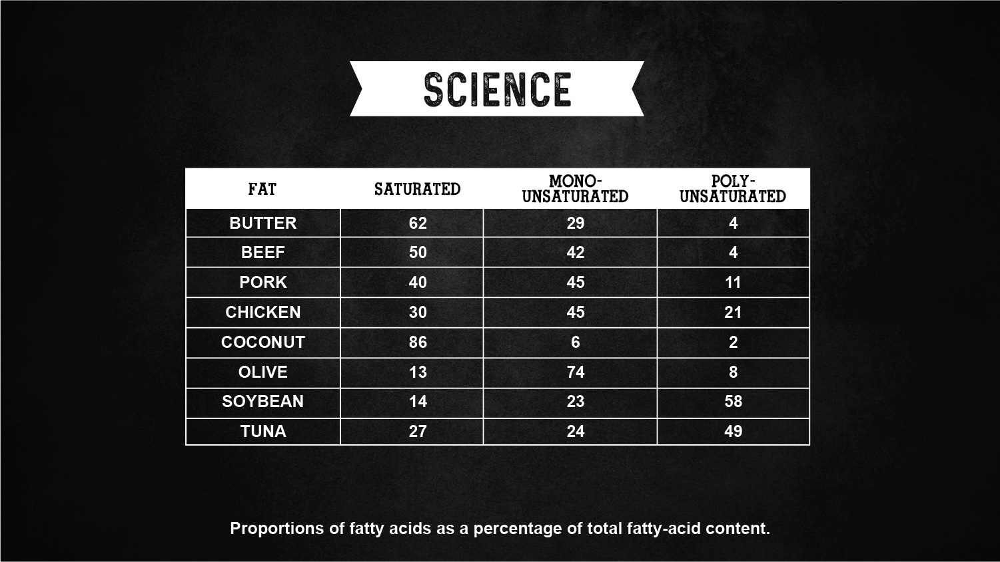 SCIENCE
FAT SATURATED MONO-UNSATURATED POLY-UNSATURATED
BUTTER 62 29 4
BEEF 50 42 4
PORK 40 45 11
CHICKEN 30 45 21
COCONUT 86 6 2
OLIVE 13 74 8
SOYBEAN 14 23 58
TUNA 27 24 49
Proportions of fatty acids as a percentage of total fatty-acid content.